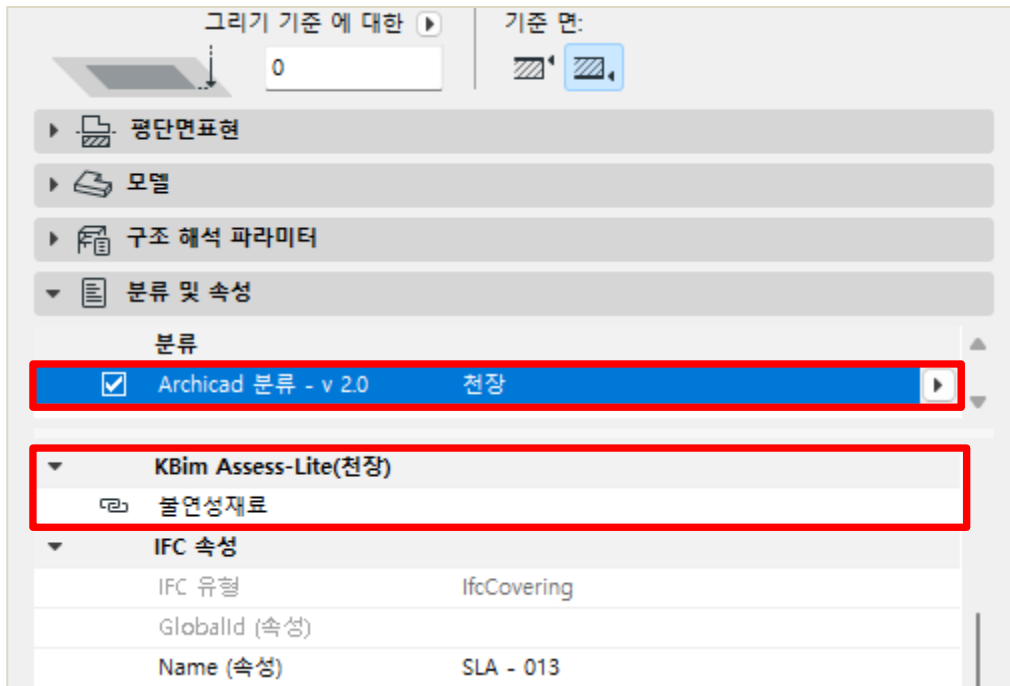 그리기 기준 에 대한
기준 면:
0
평단면표현
모델
구조 해석 파라미터
분류 및 속성
분류
Archicad 분류 - v 2.0 천장
KBim Assess-Lite(천장)
불연성재료
IFC 속성
IFC 유형 IfcCovering
GlobalId (속성)
Name (속성) SLA - 013